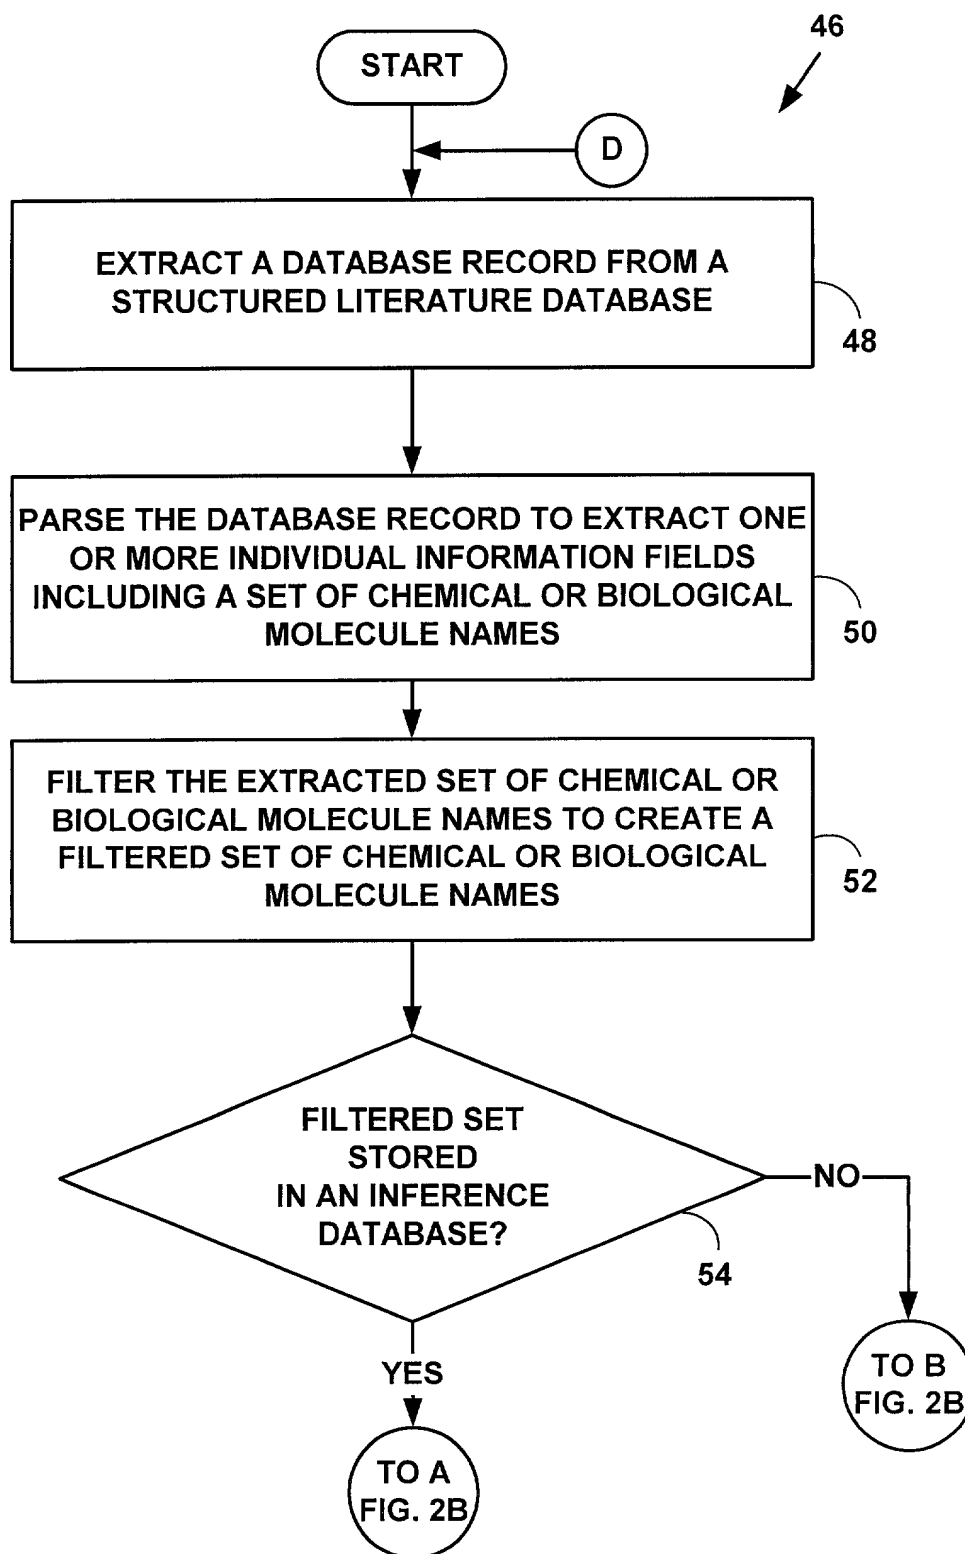 46
START
D
EXTRACT A DATABASE RECORD FROM A
STRUCTURED LITERATURE DATABASE
48
PARSE THE DATABASE RECORD TO EXTRACT ONE
OR MORE INDIVIDUAL INFORMATION FIELDS
INCLUDING A SET OF CHEMICAL OR BIOLOGICAL
MOLECULE NAMES
50
FILTER THE EXTRACTED SET OF CHEMICAL OR
BIOLOGICAL MOLECULE NAMES TO CREATE A
FILTERED SET OF CHEMICAL OR BIOLOGICAL
MOLECULE NAMES
52
FILTERED SET
STORED
IN AN INFERENCE
DATABASE?
NO
54
YES
TO B
FIG. 2B
TO A
FIG. 2B